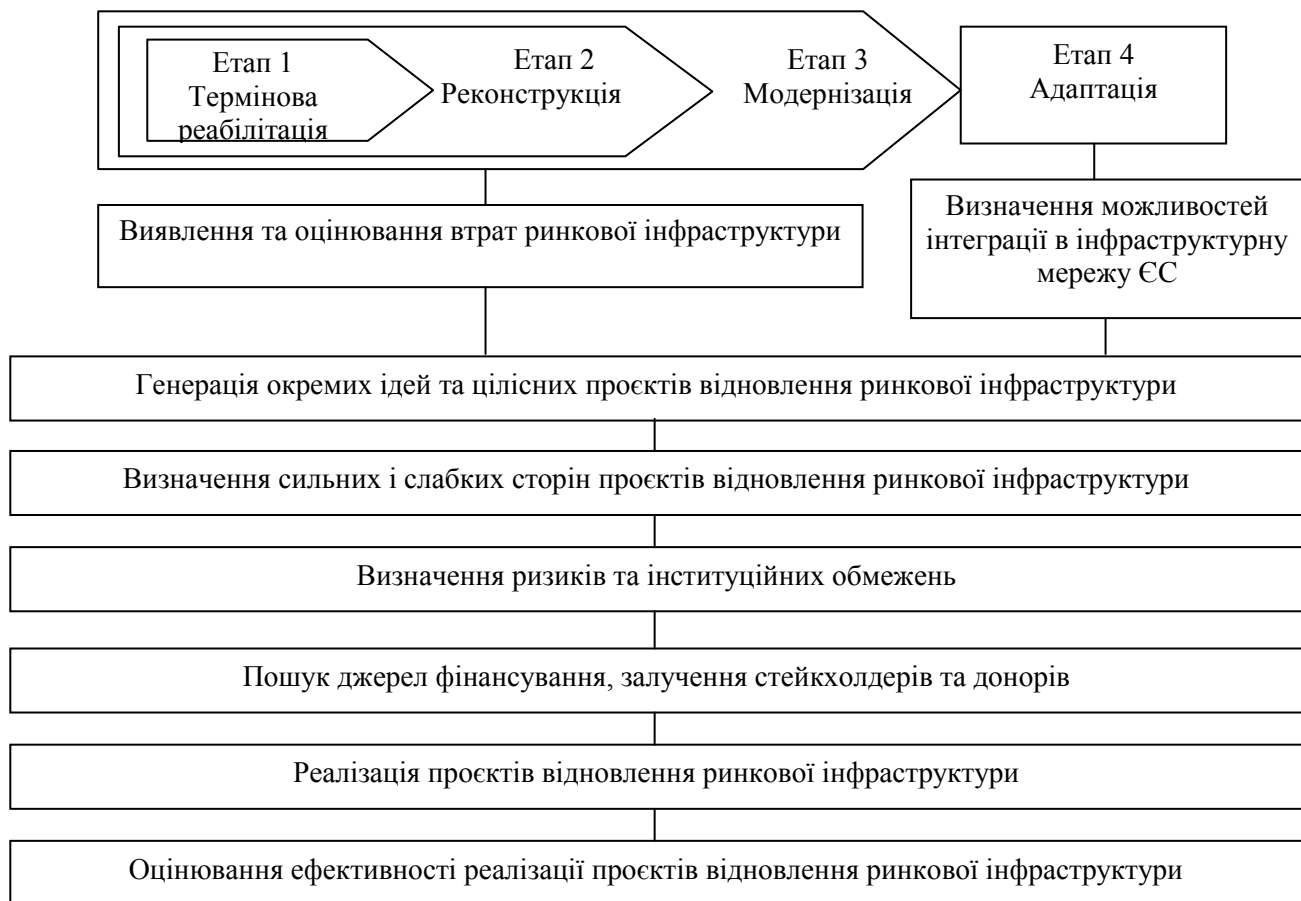 Етап 1
Термінова
реабілітація
Етап 2
Реконструкція
Етап 3
Модернізація
Етап 4
Адаптація
Виявлення та оцінювання втрат ринкової інфраструктури
Визначення можливостей
інтеграції в інфраструктурну
мережу ЄС
Генерація окремих ідей та цілісних проєктів відновлення ринкової інфраструктури
Визначення сильних і слабких сторін проєктів відновлення ринкової інфраструктури
Визначення ризиків та інституційних обмежень
Пошук джерел фінансування, залучення стейкхолдерів та донорів
Реалізація проєктів відновлення ринкової інфраструктури
Оцінювання ефективності реалізації проєктів відновлення ринкової інфраструктури